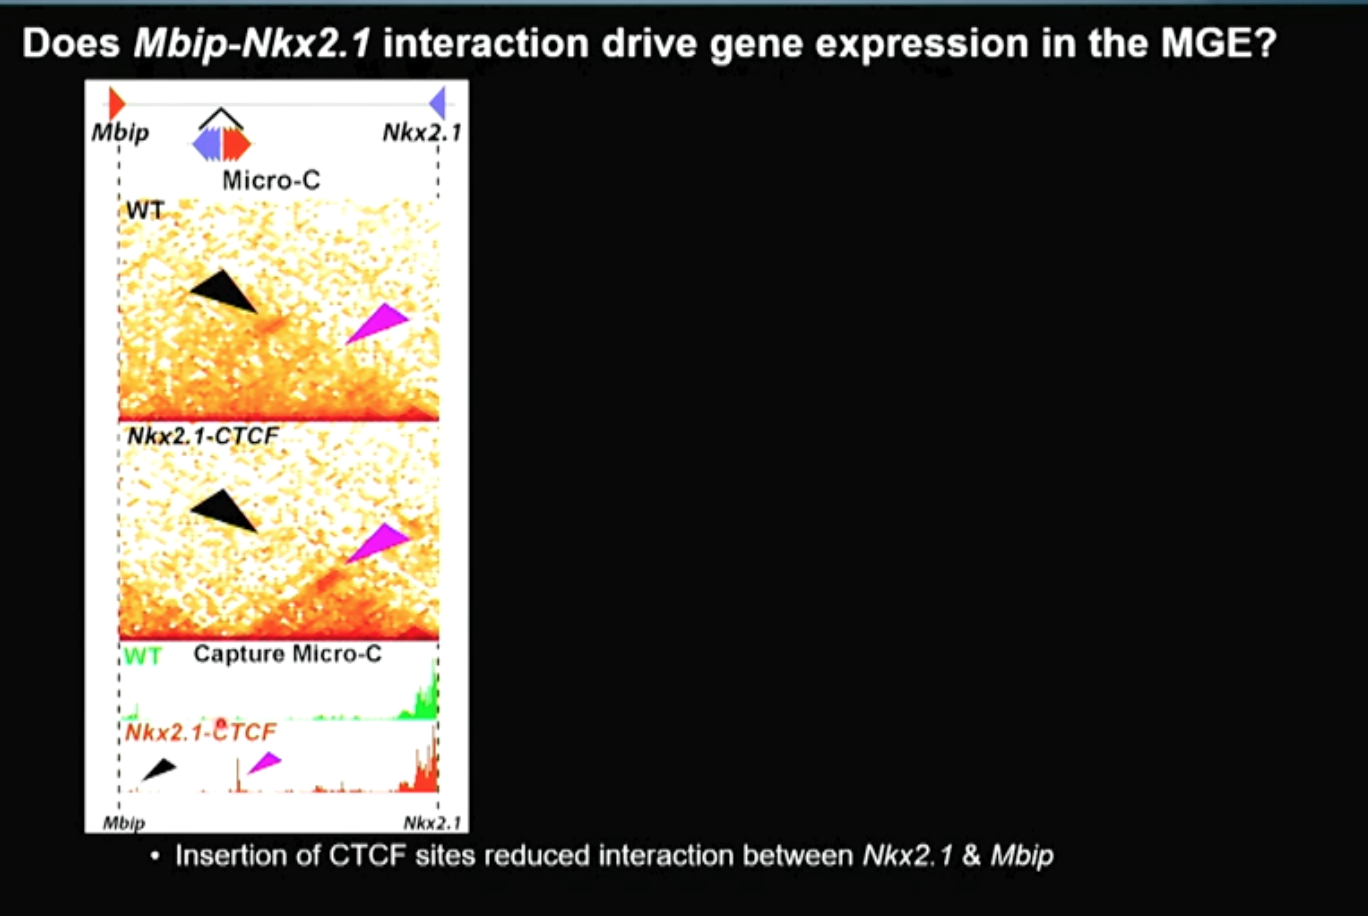 Does Mbip-Nkx2.1 interaction drive gene expression in the MGE?
Mbip Nkx2.1
Micro-C
WT
Nkx2.1-CTCF
WT Capture Micro-C
Nkx2.1-CTCF
Mbip Nkx2.1
• Insertion of CTCF sites reduced interaction between Nkx2.1 & Mbip